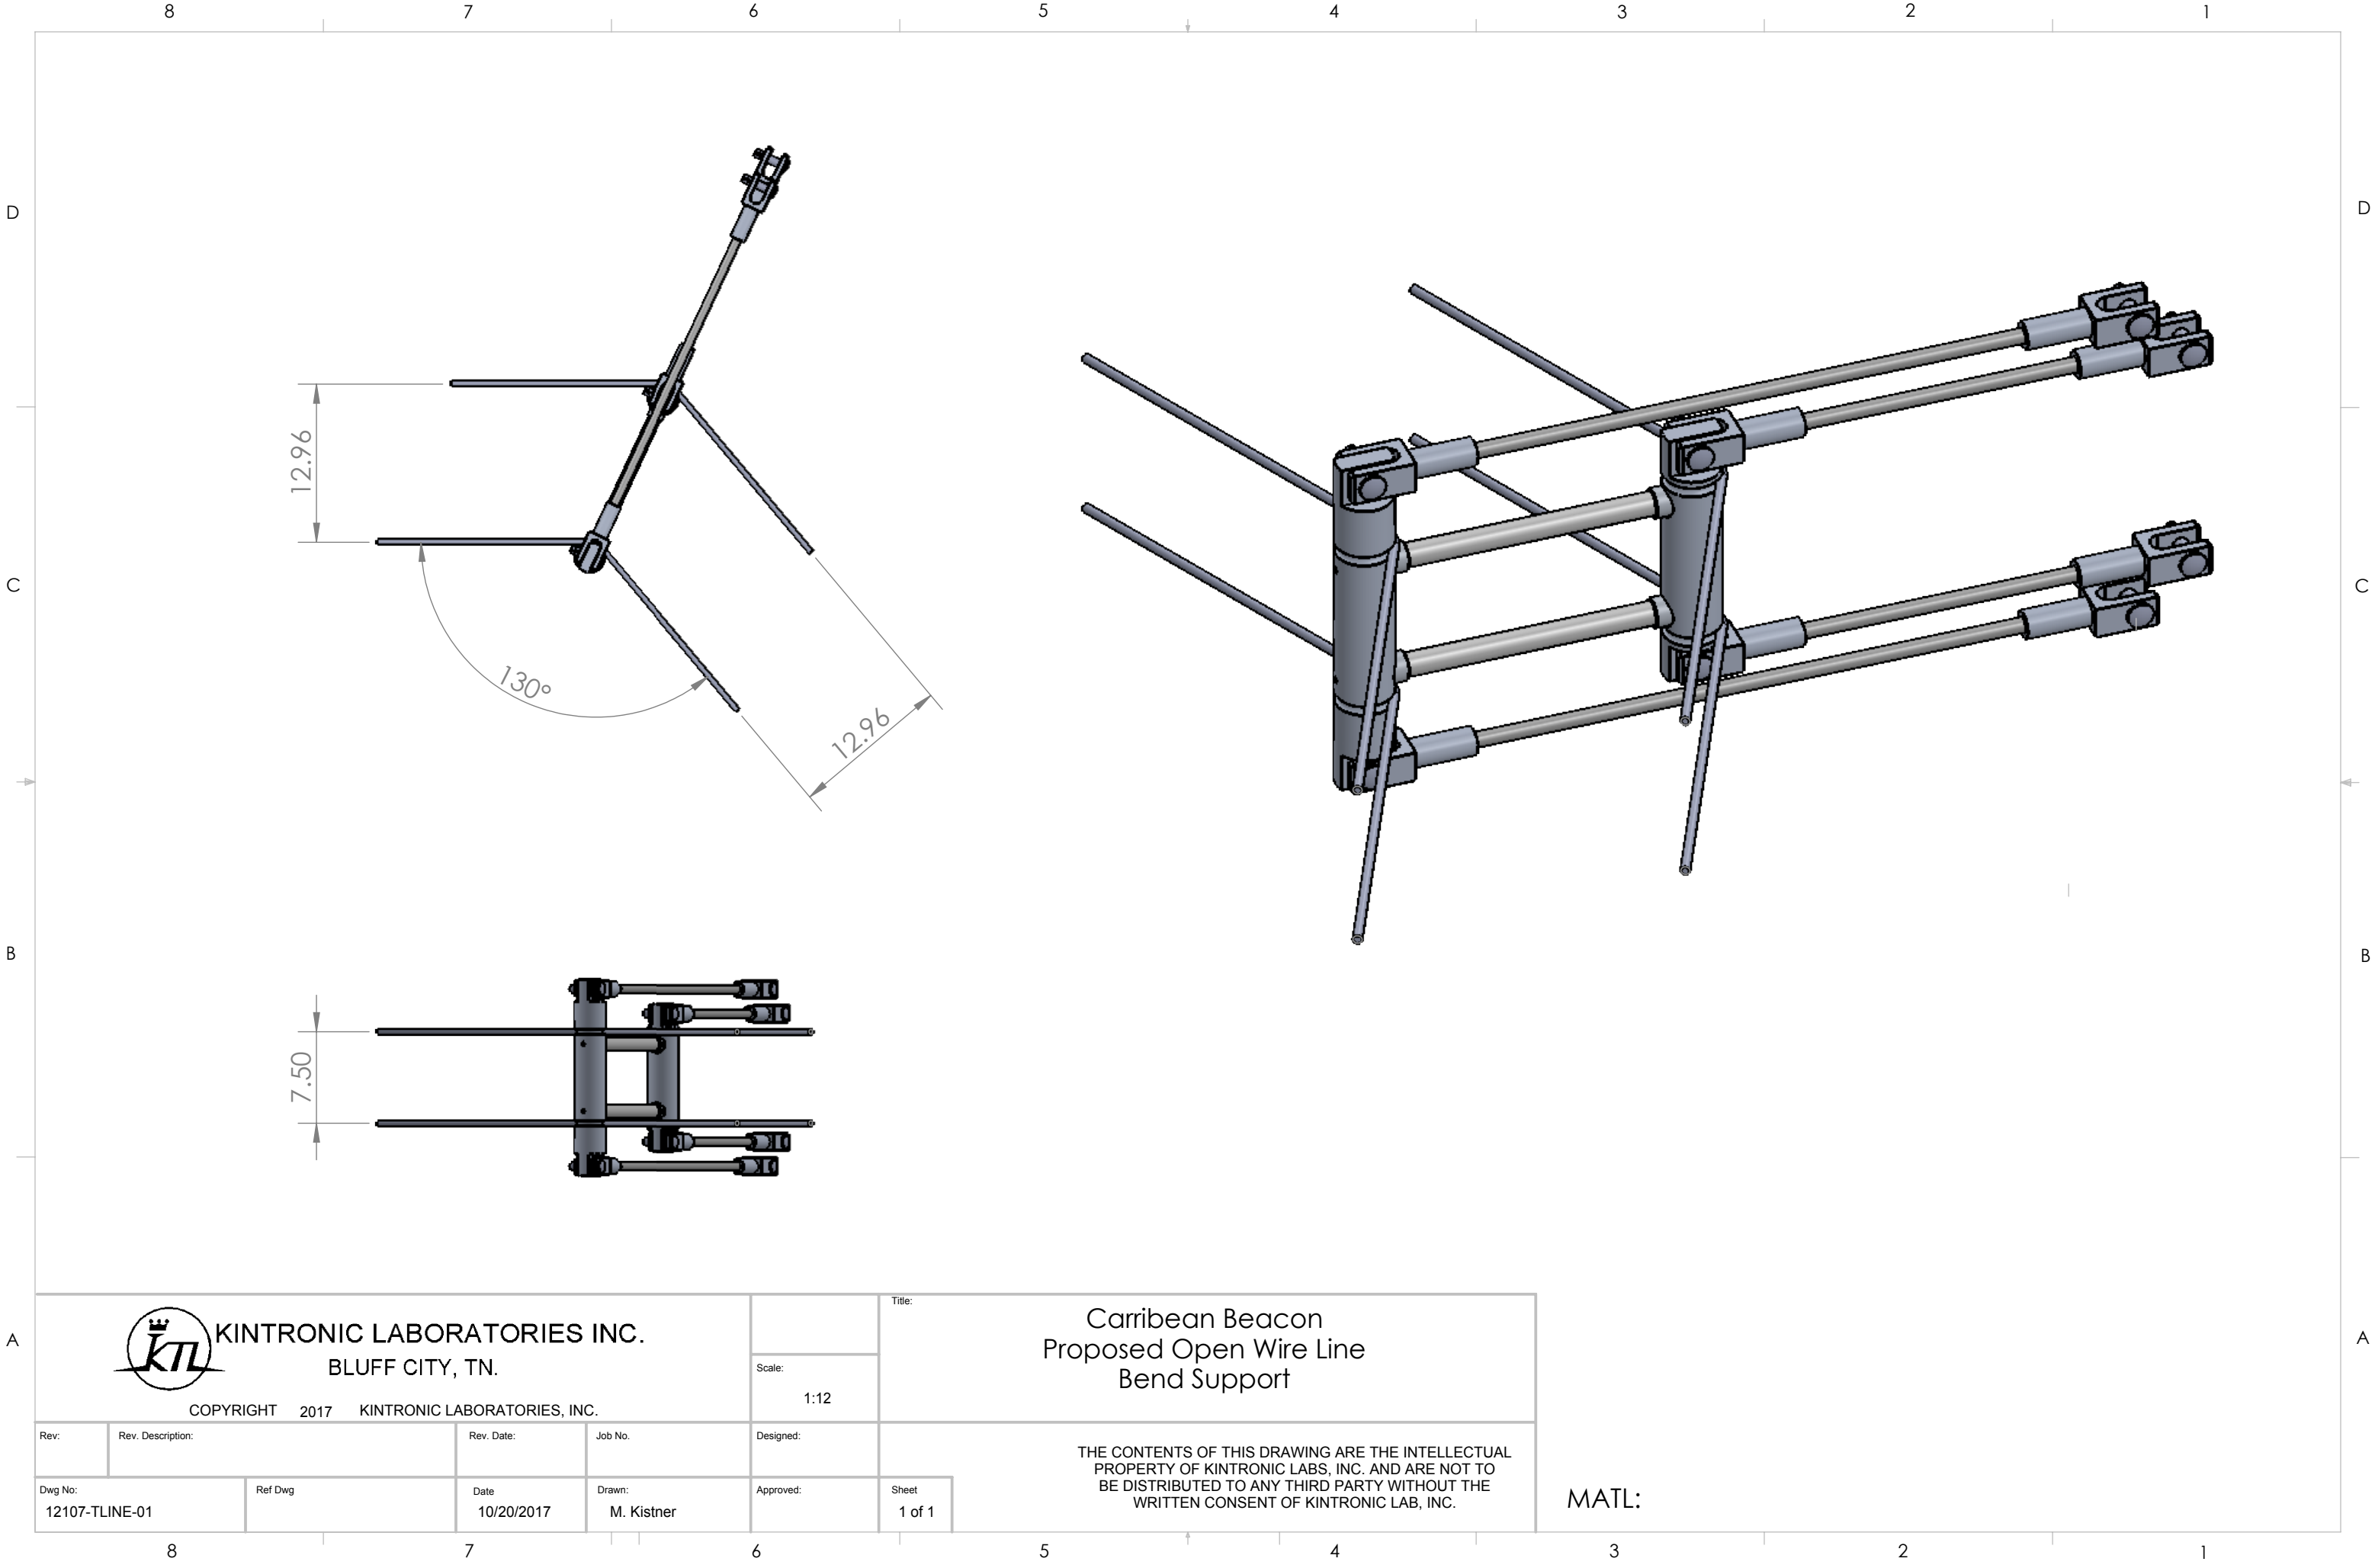 8 7 6 5 4 3 2 1
D D
12.96
C C
130°
12.96
B B
7.50
A A
KTL
KINTRONIC LABORATORIES INC.
BLUFF CITY, TN.
COPYRIGHT 2017 KINTRONIC LABORATORIES, INC.
Scale:
1:12
Title:
Carribean Beacon
Proposed Open Wire Line
Bend Support
Rev: Rev. Description: Rev. Date: Job No. Designed:
Dwg No: Ref Dwg Date Drawn: Approved: Sheet
12107-TLINE-01 10/20/2017 M. Kistner 1 of 1
THE CONTENTS OF THIS DRAWING ARE THE INTELLECTUAL
PROPERTY OF KINTRONIC LABS, INC. AND ARE NOT TO
BE DISTRIBUTED TO ANY THIRD PARTY WITHOUT THE
WRITTEN CONSENT OF KINTRONIC LAB, INC.
MATL:
8 7 6 5 4 3 2 1